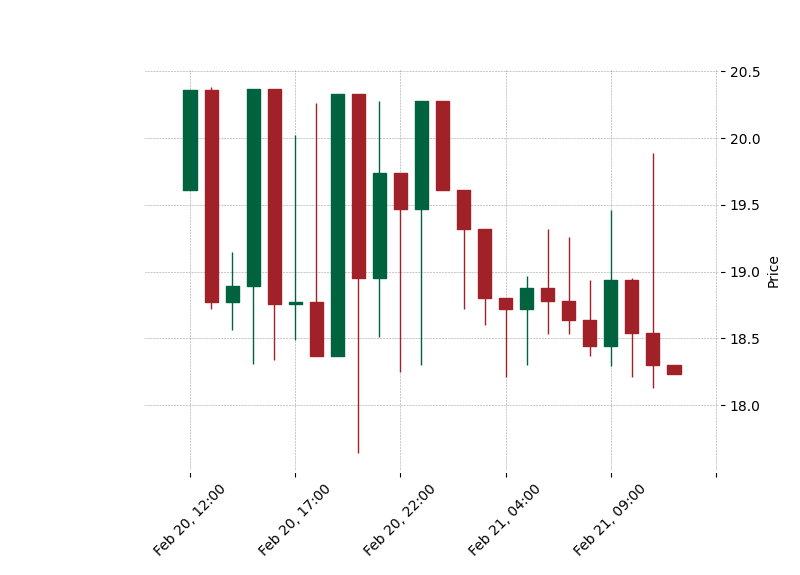 20.5
20.0
19.5
19.0
18.5
18.0
Price
Feb 20, 12:00
Feb 20, 17:00
Feb 20, 22:00
Feb 21, 04:00
Feb 21, 09:00